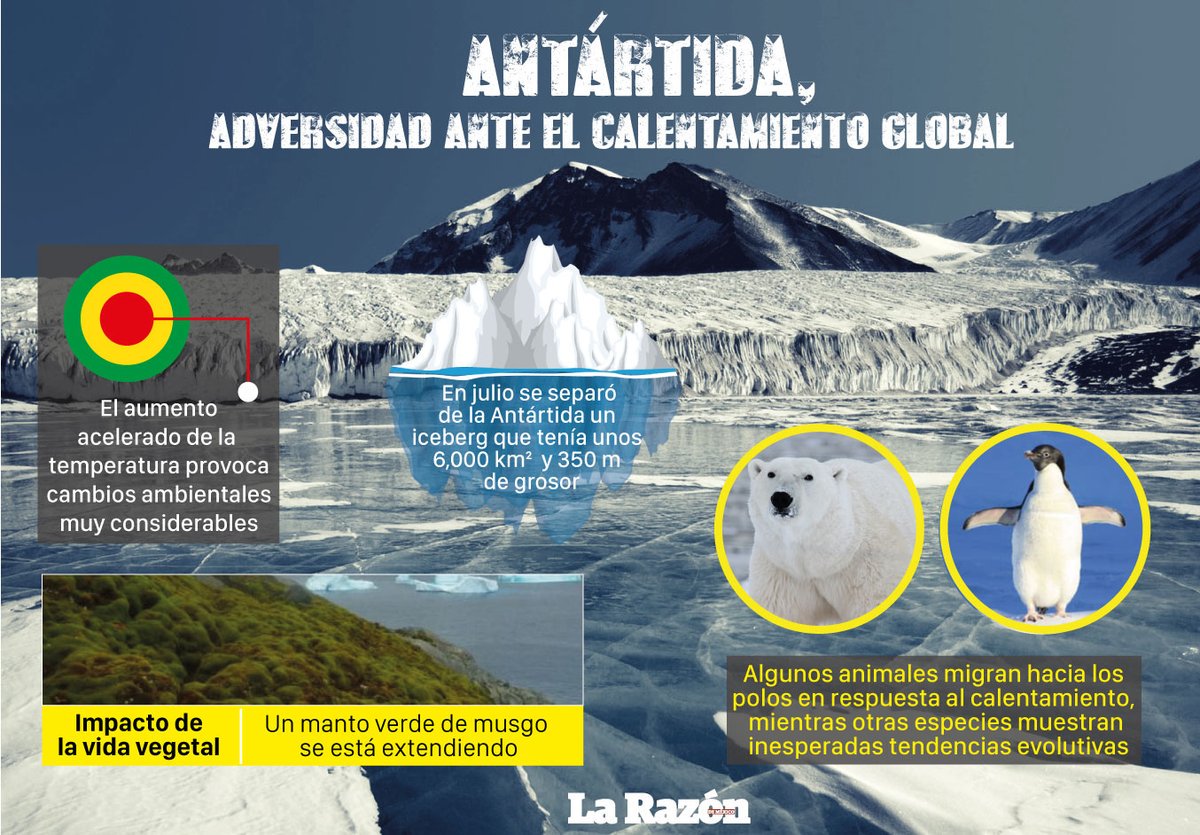 ANTÁRTIDA,
ADVERSIDAD ANTE EL CALENTAMIENTO GLOBAL
El aumento
acelerado de la
temperatura provoca
cambios ambientales
muy considerables
En julio se separó
de la Antártida un
iceberg que tenía unos
6,000 km² y 350 m
de grosor
Impacto de
la vida vegetal
Un manto verde de musgo
se está extendiendo
Algunos animales migran hacia los
polos en respuesta al calentamiento,
mientras otras especies muestran
inesperadas tendencias evolutivas
La Razón
DE MÉXICO